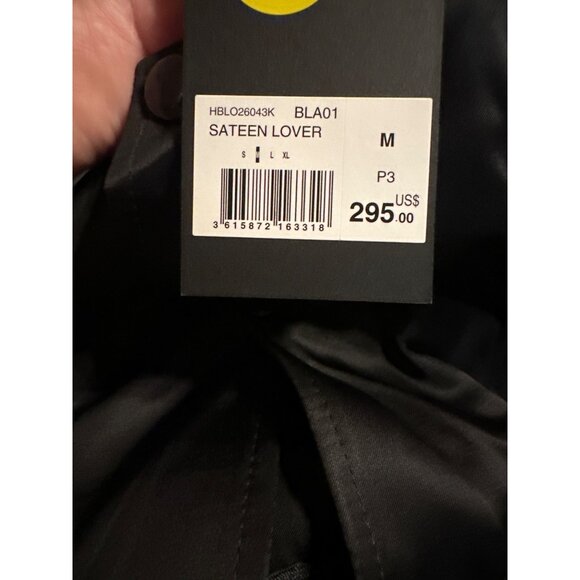 HBLO26043K BLA01
SATEEN LOVER
S L XL
M
P3
US$
295.00
3 615872 163318